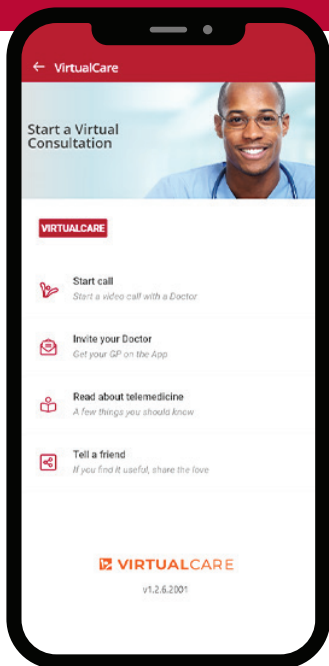 VirtualCare
Start a Virtual
Consultation
VIRTUALCARE
Start call
Start a video call with a Doctor
Invite your Doctor
Get your GP on the App
Read about telemedicine
A few things you should know
Tell a friend
If you find it useful, share the love
VIRTUALCARE
v1.2.6.2001